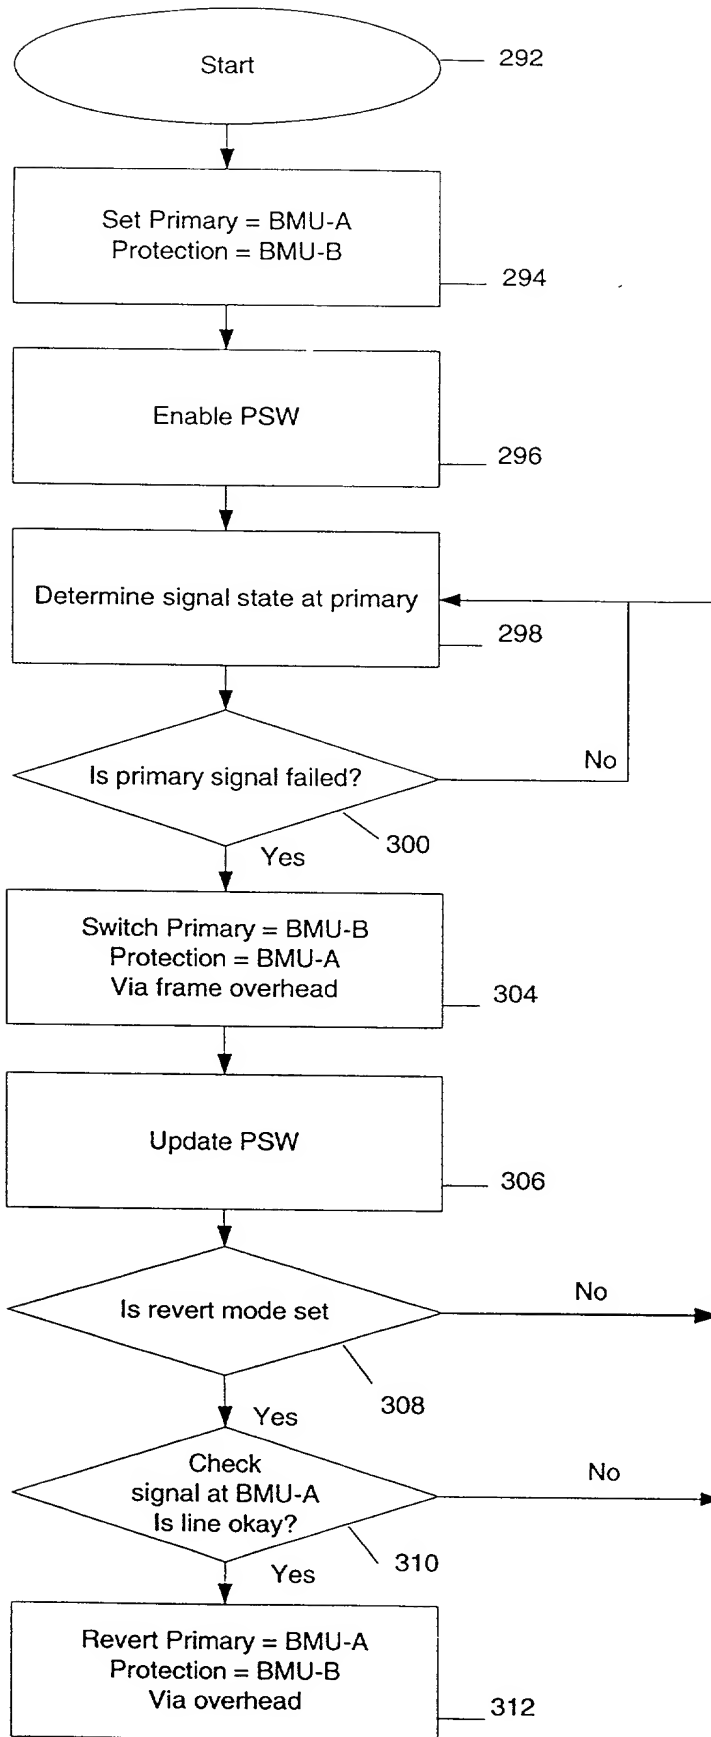 Start
292
Set Primary = BMU-A
Protection = BMU-B
294
Enable PSW
296
Determine signal state at primary
298
Is primary signal failed?
No
300
Yes
Switch Primary = BMU-B
Protection = BMU-A
Via frame overhead
304
Update PSW
306
Is revert mode set
No
308
Yes
Check
signal at BMU-A
Is line okay?
No
310
Yes
Revert Primary = BMU-A
Protection = BMU-B
Via overhead
312